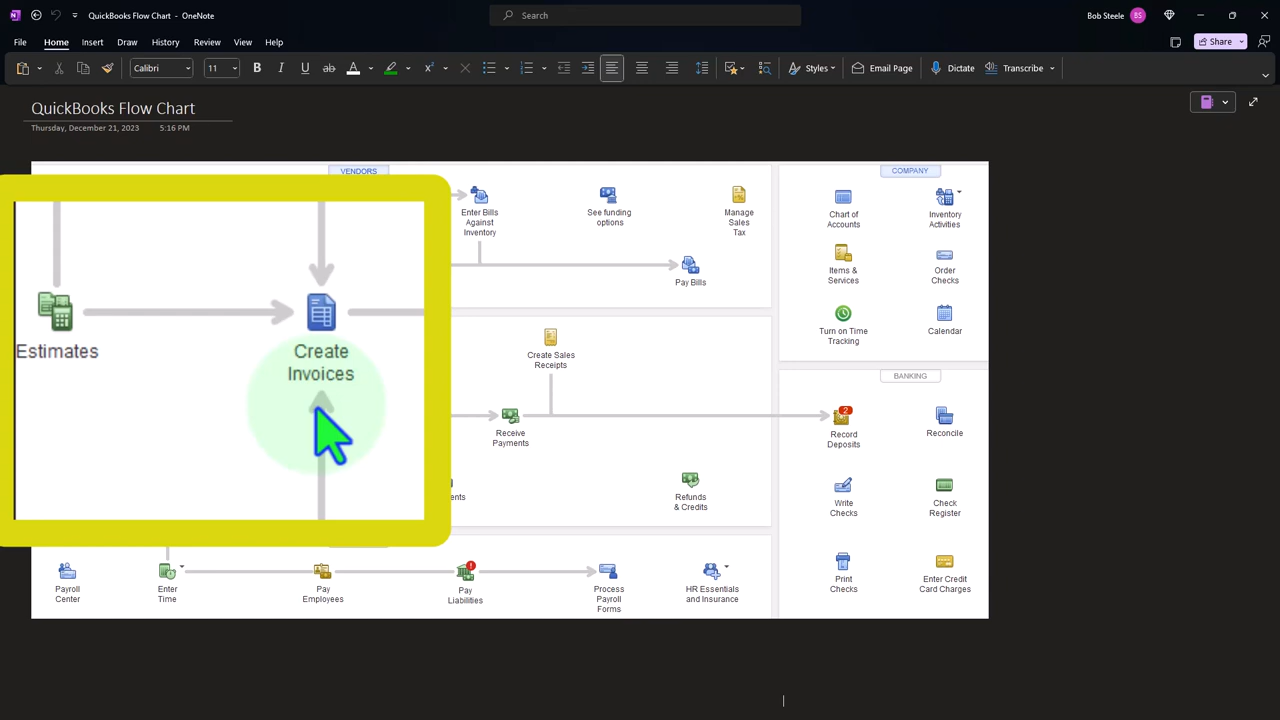 QuickBooks Flow Chart - OneNote
Search
Bob Steele
BS
File
Home
Insert
Draw
History
Review
View
Help
Share
Calibri
11
B
I
U
ab
A
Email Page
Styles
Dictate
Transcribe
QuickBooks Flow Chart
Thursday, December 21, 2023
5:16 PM
VENDORS
Enter Bills
Against
Inventory
See funding
options
Manage
Sales
Tax
Pay Bills
Estimates
Create
Invoices
Create Sales
Receipts
Receive
Payments
ents
Refunds
& Credits
Payroll
Center
Enter
Time
Pay
Employees
!
Pay
Liabilities
Process
Payroll
Forms
HR Essentials
and Insurance
COMPANY
Chart of
Accounts
Inventory
Activities
Items &
Services
Order
Checks
Turn on Time
Tracking
Calendar
BANKING
2
Record
Deposits
Reconcile
Write
Checks
Check
Register
Print
Checks
Enter Credit
Card Charges